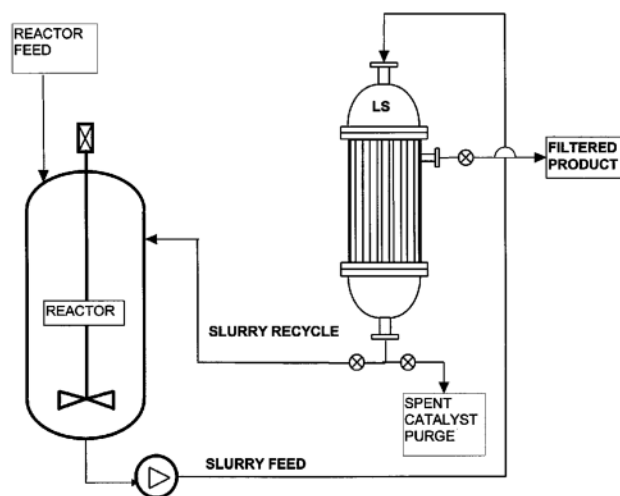 REACTOR
FEED
LS
FILTERED
PRODUCT
REACTOR
SLURRY RECYCLE
SPENT
CATALYST
PURGE
SLURRY FEED